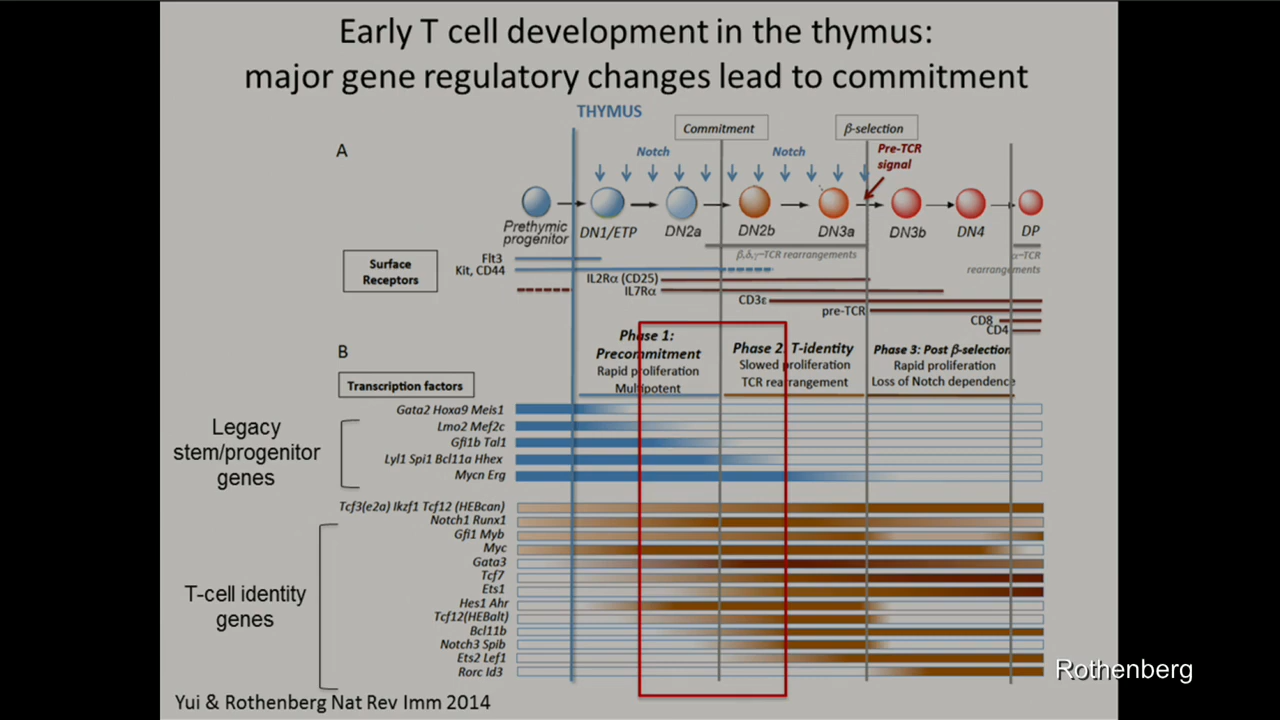 Early T cell development in the thymus:
major gene regulatory changes lead to commitment
THYMUS
Commitment
β-selection
A
Notch
Notch
Pre-TCR
signal
Prethymic
progenitor
DN1/ETP
DN2a
DN2b
DN3a
DN3b
DN4
DP
Surface
Receptors
Flt3
Kit, CD44
β,δ,γ-TCR rearrangements
α-TCR
rearrangements
IL2Rα (CD25)
IL7Rα
CD3ε
pre-TCR
CD8
CD4
B
Phase 1:
Precommitment
Rapid proliferation
Multipotent
Phase 2: T-identity
Slowed proliferation
TCR rearrangement
Phase 3: Post β-selection
Rapid proliferation
Loss of Notch dependence
Transcription factors
Legacy
stem/progenitor
genes
Gata2 Hoxa9 Meis1
Lmo2 Mef2c
Gfi1b Tal1
Lyl1 Spi1 Bcl11a Hhex
Mycn Erg
T-cell identity
genes
Tcf3(e2a) Ikzf1 Tcf12 (HEBcan)
Notch1 Runx1
Gfi1 Myb
Myc
Gata3
Tcf7
Ets1
Hes1 Ahr
Tcf12(HEBalt)
Bcl11b
Notch3 Spib
Ets2 Lef1
Rorc Id3
Rothenberg
Yui & Rothenberg Nat Rev Imm 2014